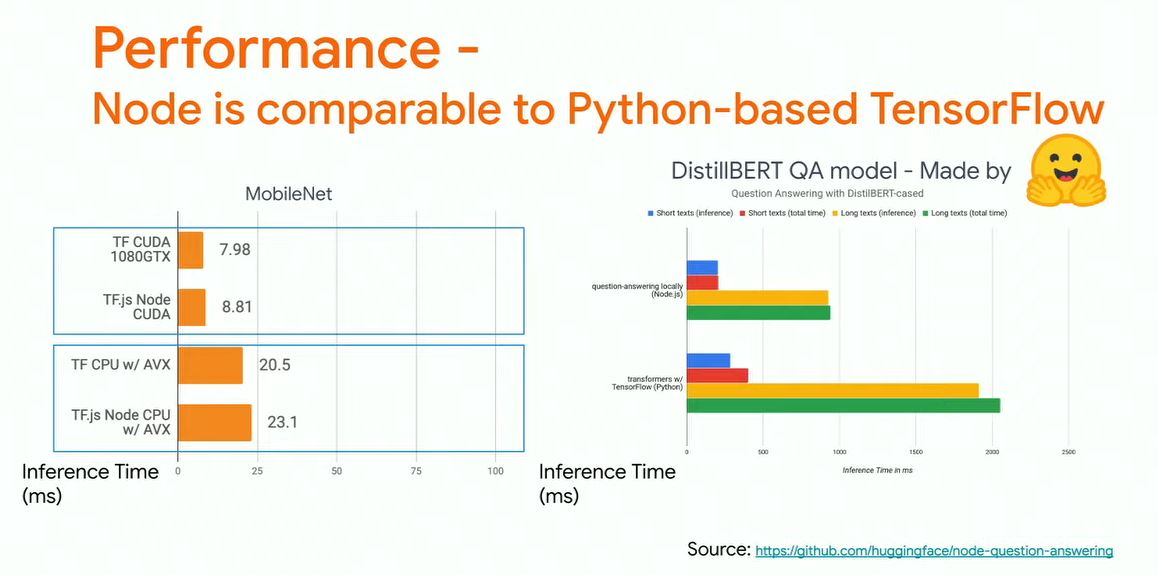 Performance -
Node is comparable to Python-based TensorFlow
MobileNet
TF CUDA
1080GTX
7.98
TF.js Node
CUDA
8.81
TF CPU w/ AVX
20.5
TF.js Node CPU
w/ AVX
23.1
0 25 50 75 100
Inference Time
(ms)
DistillBERT QA model - Made by
Question Answering with DistilBERT-cased
Short texts (inference) Short texts (total time) Long texts (inference) Long texts (total time)
question-answering locally
(Node.js)
transformers w/
TensorFlow (Python)
0 500 1000 1500 2000 2500
Inference Time in ms
Inference Time
(ms)
Source: https://github.com/huggingface/node-question-answering